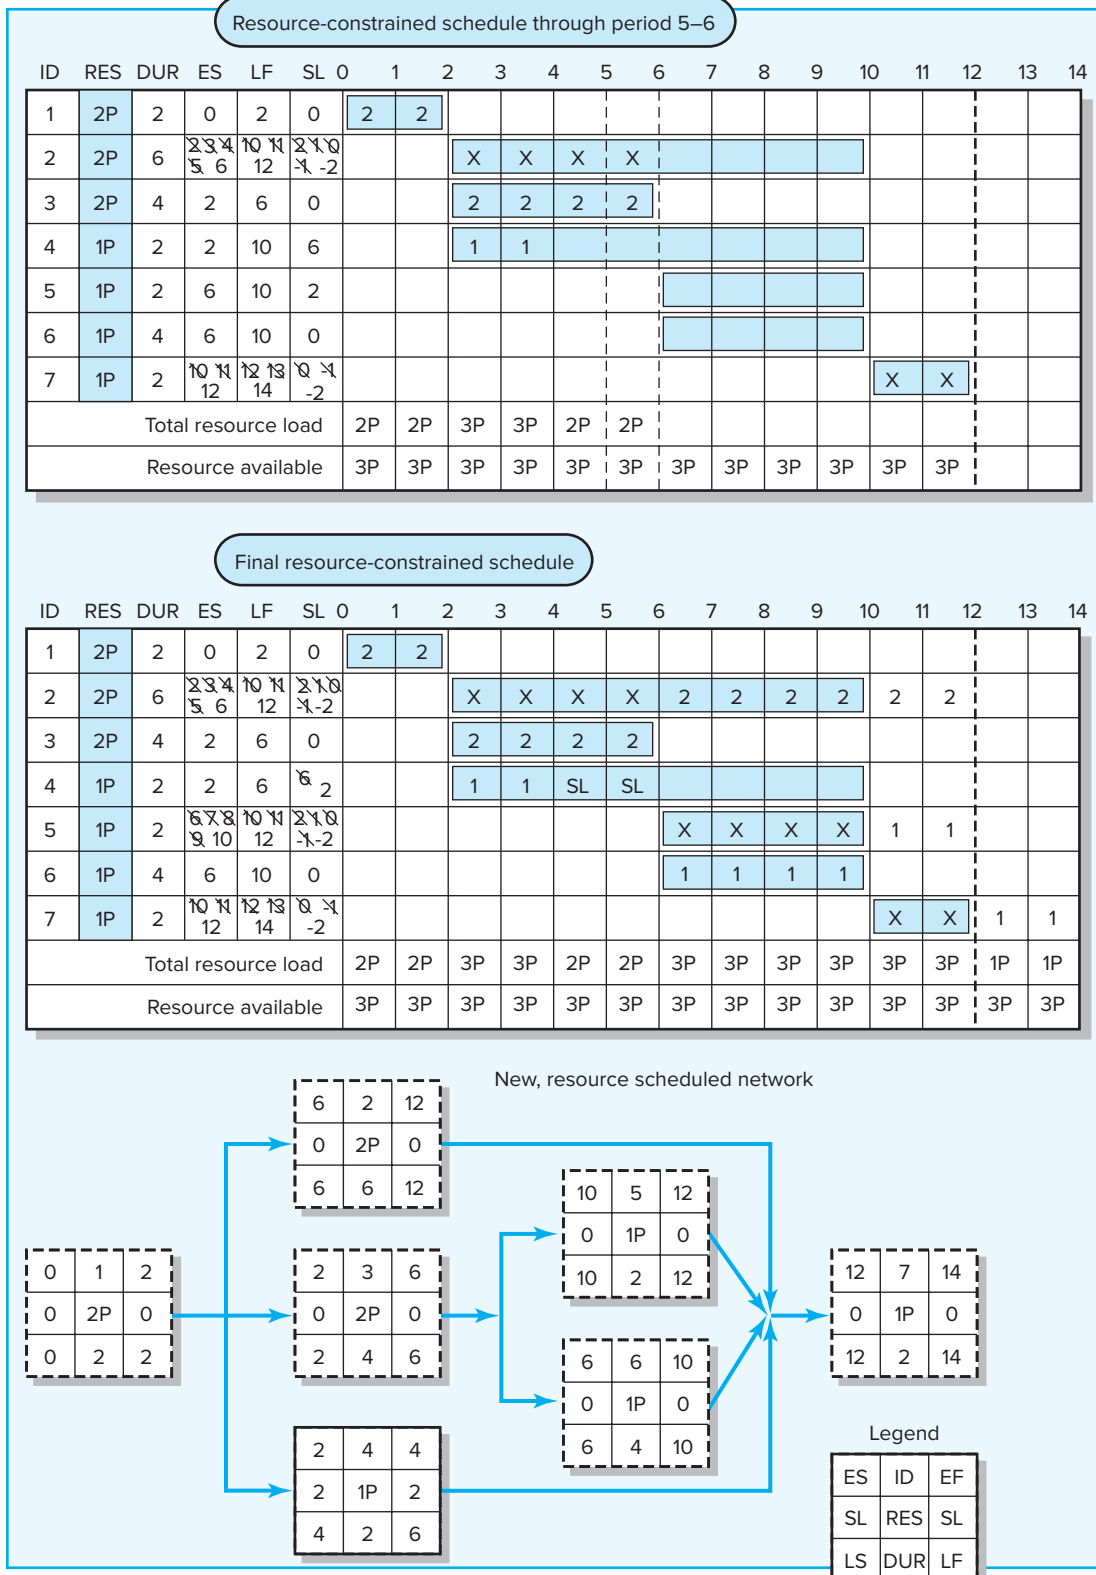 Resource-constrained schedule through period 5–6
ID RES DUR ES LF SL 0 1 2 3 4 5 6 7 8 9 10 11 12 13 14
1 2P 2 0 2 0 2 2
2 2P 6 2 3 4 10 11 2 1 0 X X X X
5 6 12 -1 -2
3 2P 4 2 6 0 2 2 2 2
4 1P 2 2 10 6 1 1
5 1P 2 6 10 2
6 1P 4 6 10 0
7 1P 2 10 11 12 13 0 -1 X X
12 14 -2
Total resource load 2P 2P 3P 3P 2P 2P
Resource available 3P 3P 3P 3P 3P 3P 3P 3P 3P 3P 3P 3P
Final resource-constrained schedule
ID RES DUR ES LF SL 0 1 2 3 4 5 6 7 8 9 10 11 12 13 14
1 2P 2 0 2 0 2 2
2 2P 6 2 3 4 10 11 2 1 0 X X X X 2 2 2 2 2 2
5 6 12 -1 -2
3 2P 4 2 6 0 2 2 2 2
4 1P 2 2 6 6 2 1 1 SL SL
5 1P 2 6 7 8 10 11 2 1 0 X X X X 1 1
9 10 12 -1 -2
6 1P 4 6 10 0 1 1 1 1
7 1P 2 10 11 12 13 0 -1 X X 1 1
12 14 -2
Total resource load 2P 2P 3P 3P 2P 2P 3P 3P 3P 3P 3P 3P 1P 1P
Resource available 3P 3P 3P 3P 3P 3P 3P 3P 3P 3P 3P 3P 3P 3P
New, resource scheduled network
0 1 2
0 2P 0
0 2 2
6 2 12
0 2P 0
6 6 12
2 3 6
0 2P 0
2 4 6
2 4 4
2 1P 2
4 2 6
10 5 12
0 1P 0
10 2 12
6 6 10
0 1P 0
6 4 10
12 7 14
0 1P 0
12 2 14
Legend
ES ID EF
SL RES SL
LS DUR LF